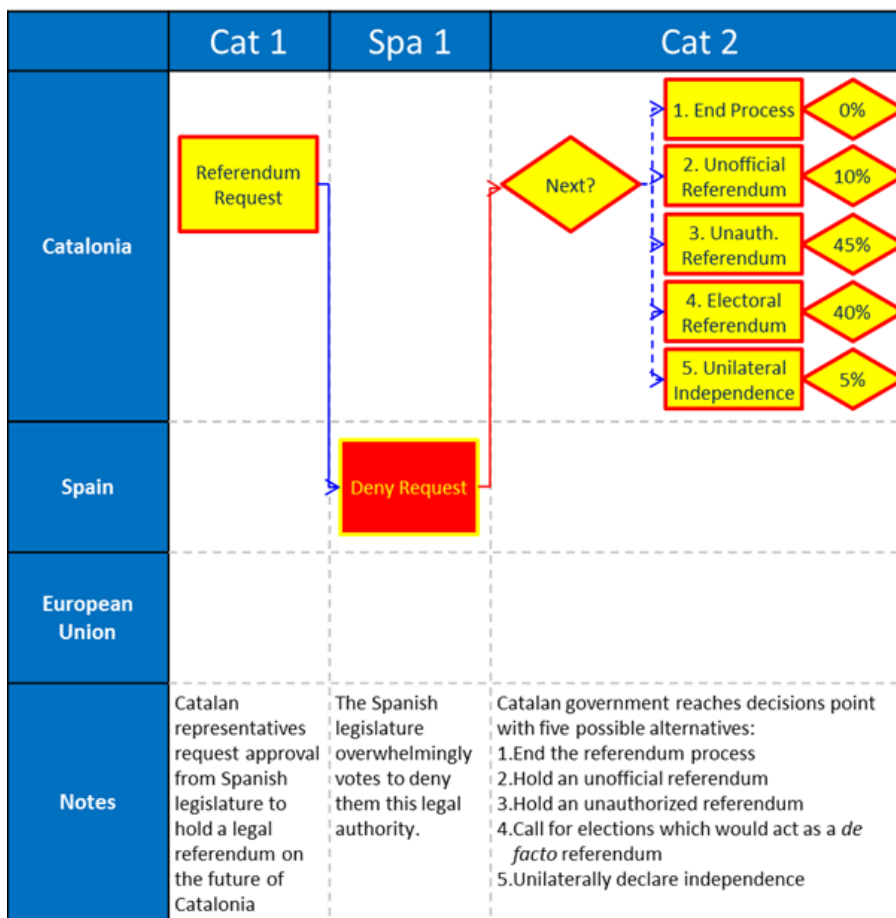 Cat 1
Spa 1
Cat 2
Catalonia
Referendum
Request
Next?
1. End Process
0%
2. Unofficial
Referendum
10%
3. Unauth.
Referendum
45%
4. Electoral
Referendum
40%
5. Unilateral
Independence
5%
Spain
Deny Request
European
Union
Notes
Catalan
representatives
request approval
from Spanish
legislature to
hold a legal
referendum on
the future of
Catalonia
The Spanish
legislature
overwhelmingly
votes to deny
them this legal
authority.
Catalan government reaches decisions point
with five possible alternatives:
1.End the referendum process
2.Hold an unofficial referendum
3.Hold an unauthorized referendum
4.Call for elections which would act as a de
facto referendum
5.Unilaterally declare independence